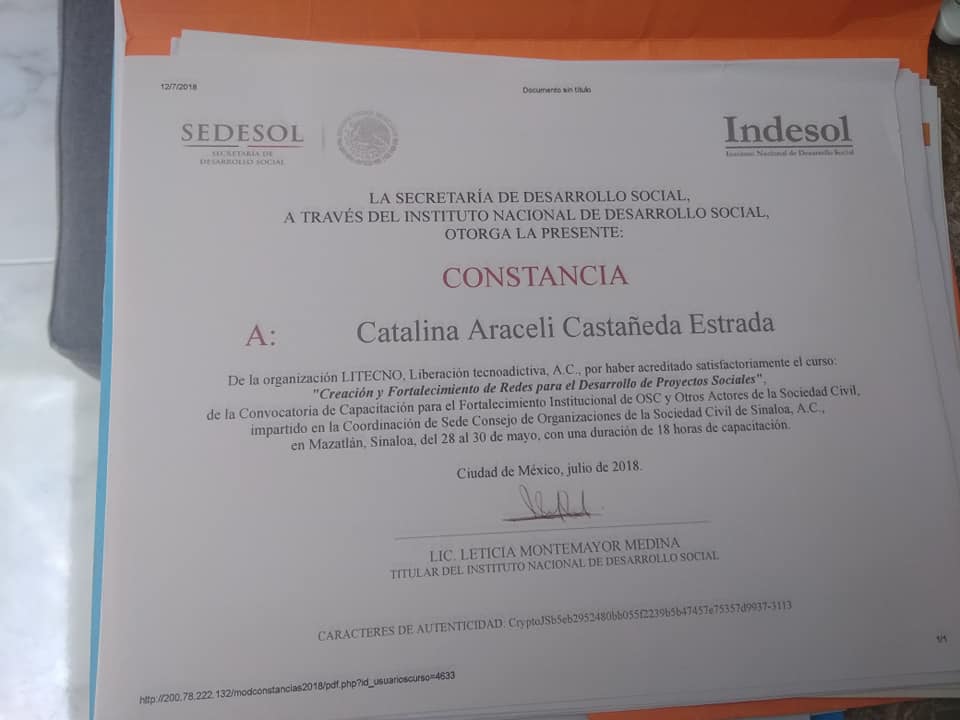 12/7/2018
Documento sin título
SEDESOL
SECRETARÍA DE
DESARROLLO SOCIAL
Indesol
Instituto Nacional de Desarrollo Social
LA SECRETARÍA DE DESARROLLO SOCIAL,
A TRAVÉS DEL INSTITUTO NACIONAL DE DESARROLLO SOCIAL,
OTORGA LA PRESENTE:
CONSTANCIA
A: Catalina Araceli Castañeda Estrada
De la organización LITECNO, Liberación tecnoadictiva, A.C., por haber acreditado satisfactoriamente el curso:
"Creación y Fortalecimiento de Redes para el Desarrollo de Proyectos Sociales",
de la Convocatoria de Capacitación para el Fortalecimiento Institucional de OSC y Otros Actores de la Sociedad Civil,
impartido en la Coordinación de Sede Consejo de Organizaciones de la Sociedad Civil de Sinaloa, A.C.,
en Mazatlán, Sinaloa, del 28 al 30 de mayo, con una duración de 18 horas de capacitación.
Ciudad de México, julio de 2018.
LIC. LETICIA MONTEMAYOR MEDINA
TITULAR DEL INSTITUTO NACIONAL DE DESARROLLO SOCIAL
CARACTERES DE AUTENTICIDAD: CryptoJSb5eb2952480bb055f2239b5b47457e75357d9937-3113
1/1
http://200.78.222.132/modconstancias2018/pdf.php?id_usuarioscurso=4633